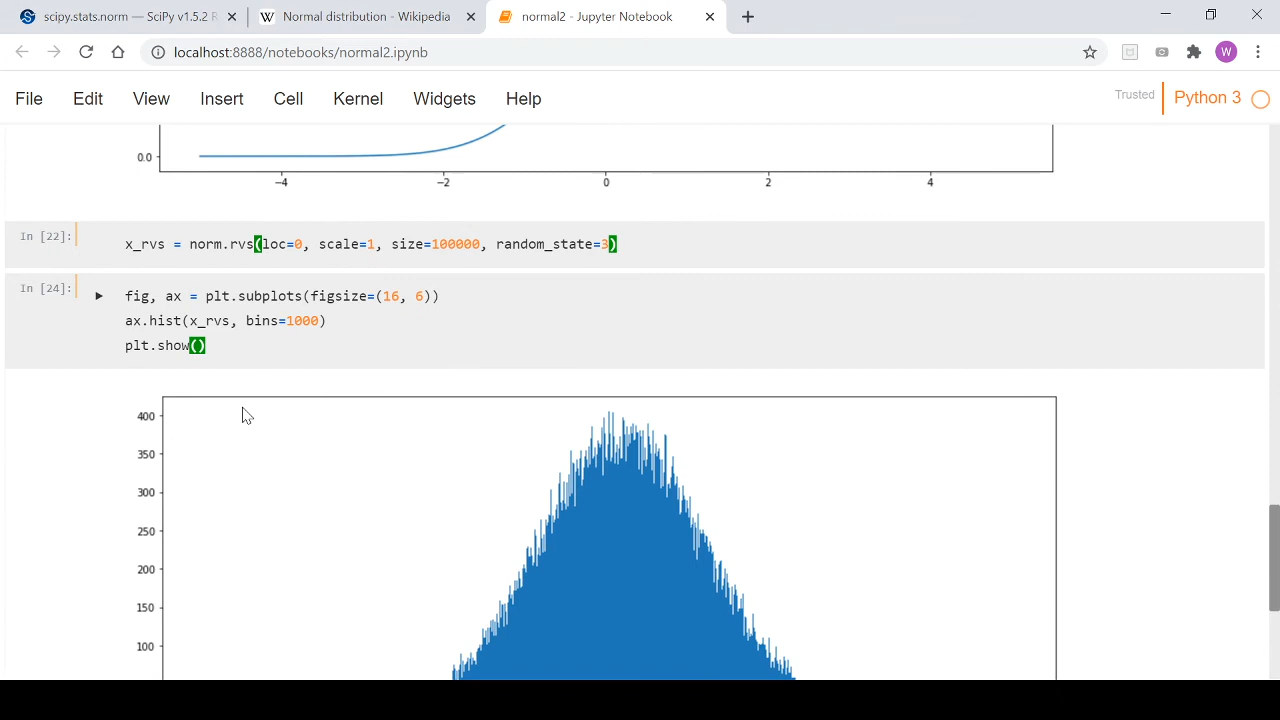 scipy.stats.norm — SciPy v1.5.2 R
Normal distribution - Wikipedia
normal2 - Jupyter Notebook
localhost:8888/notebooks/normal2.ipynb
W
File Edit View Insert Cell Kernel Widgets Help
Trusted
Python 3
0.0
−4 −2 0 2 4
In [22]:
x_rvs = norm.rvs(loc=0, scale=1, size=100000, random_state=3)
In [24]:
fig, ax = plt.subplots(figsize=(16, 6))
ax.hist(x_rvs, bins=1000)
plt.show()
400
350
300
250
200
150
100